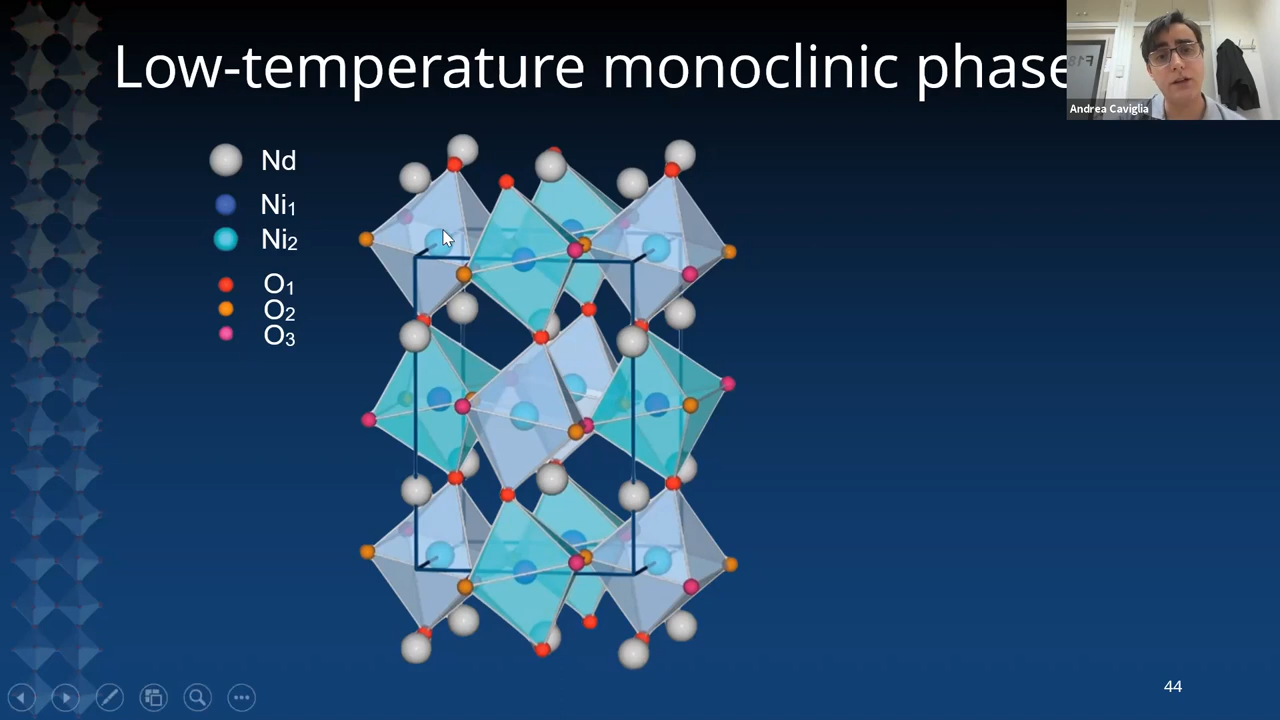 Low-temperature monoclinic phase
Andrea Caviglia
Nd
Ni1
Ni2
O1
O2
O3
44